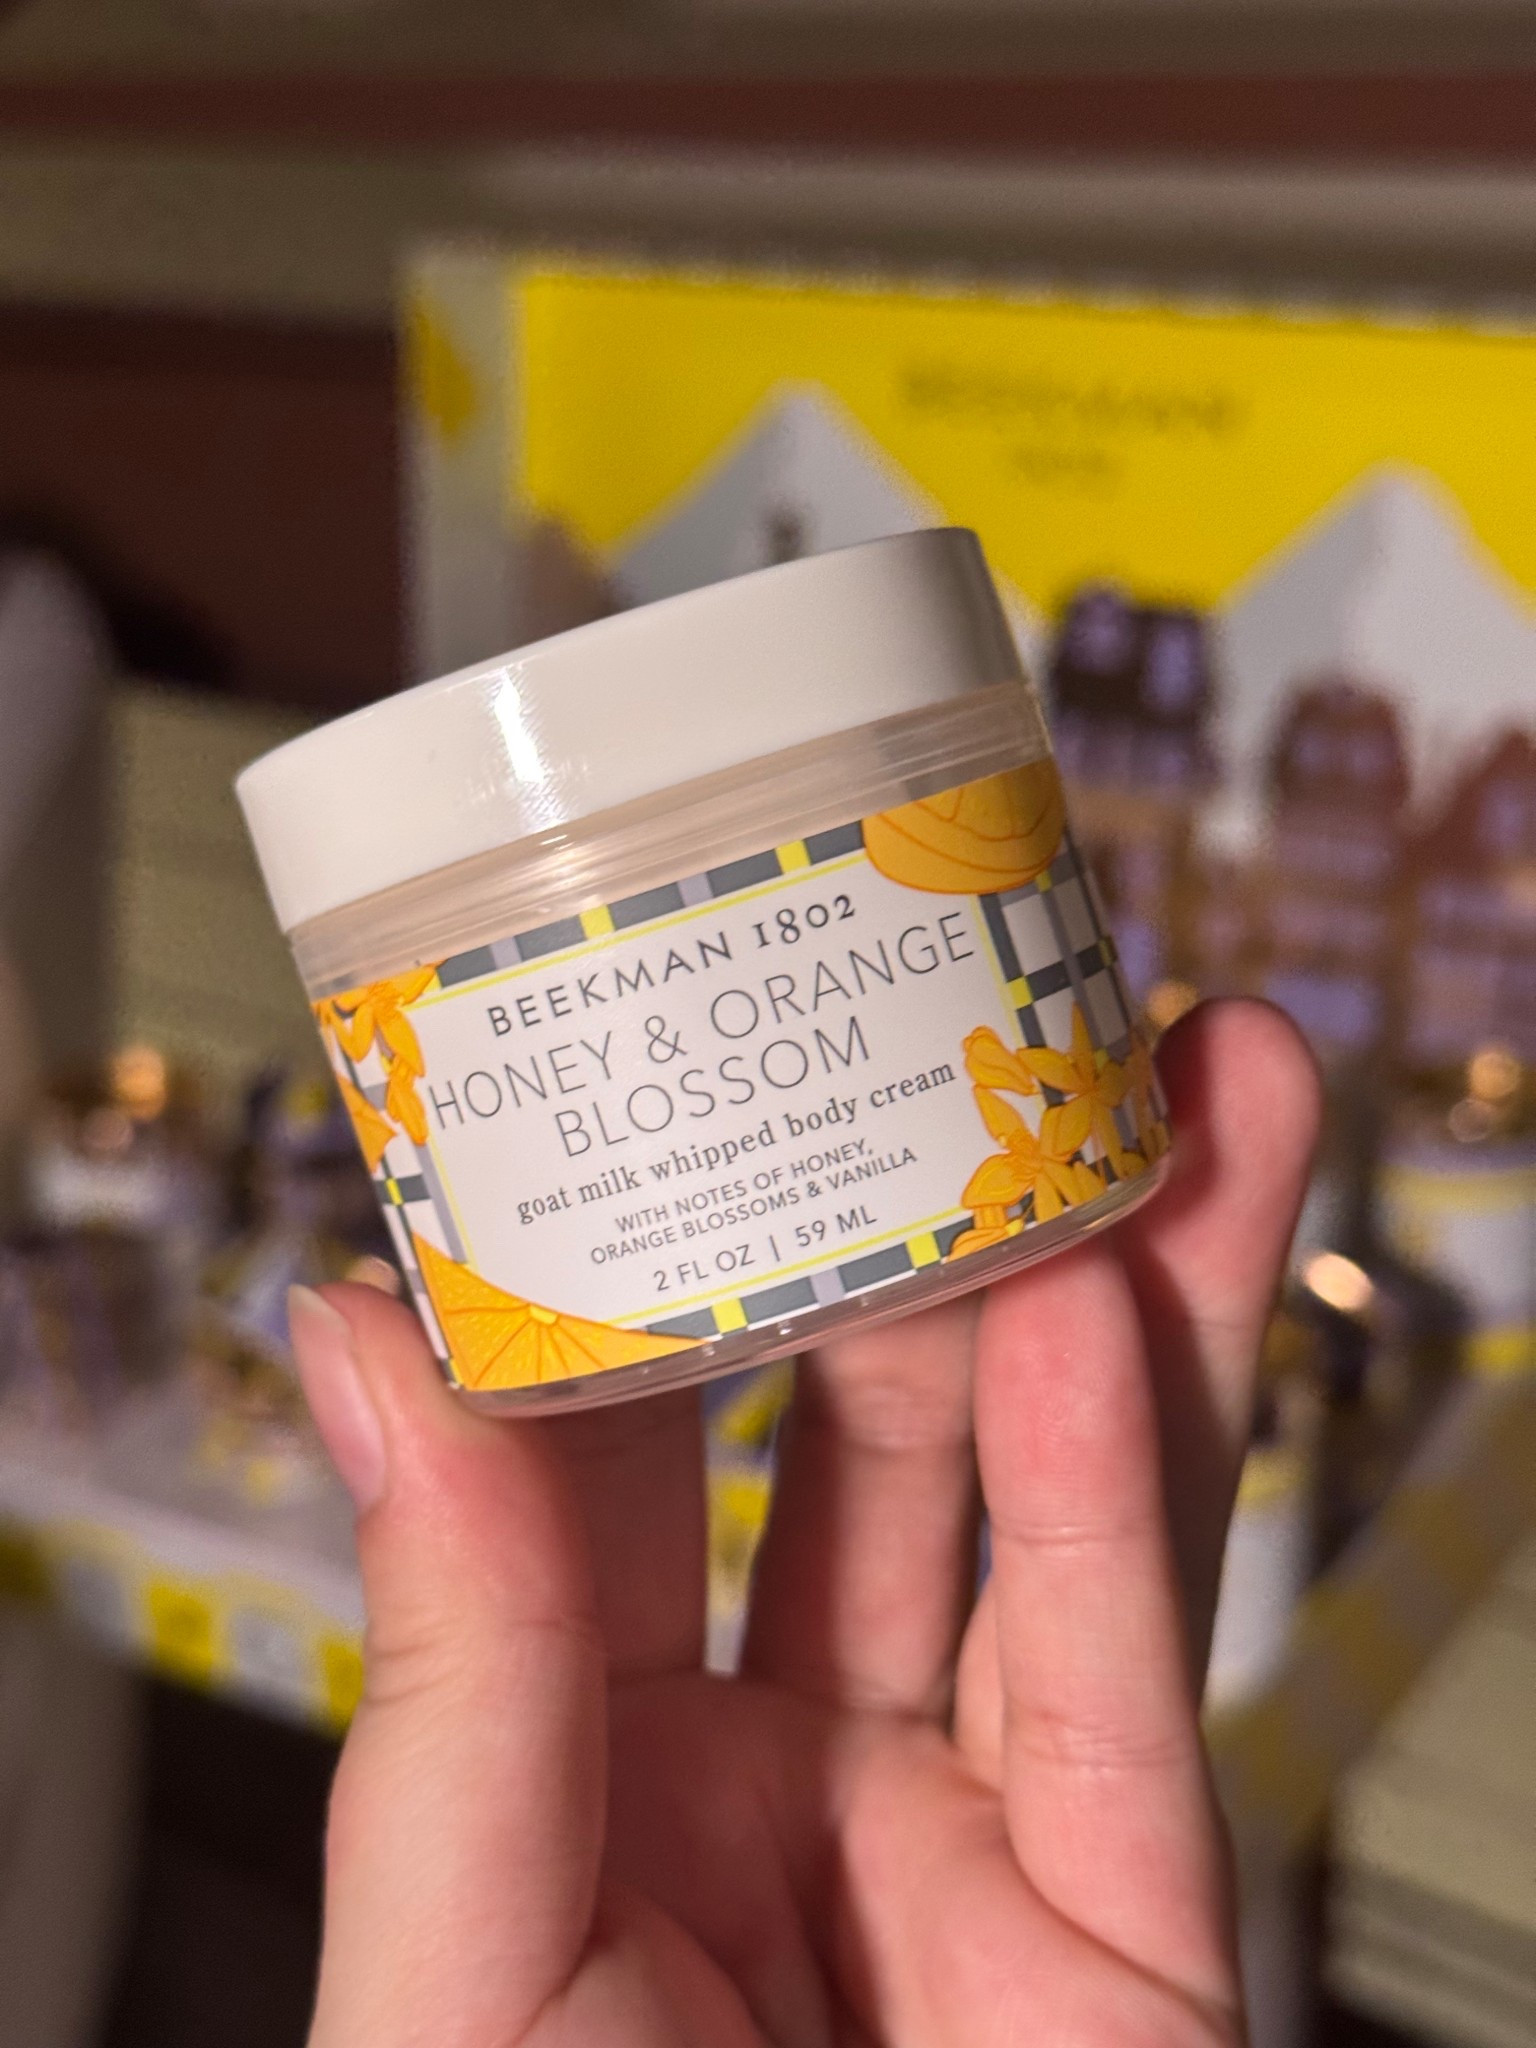 BEEKMAN 1802
HONEY & ORANGE
BLOSSOM
goat milk whipped body cream
WITH NOTES OF HONEY,
ORANGE BLOSSOMS & VANILLA
2 FL OZ | 59 ML